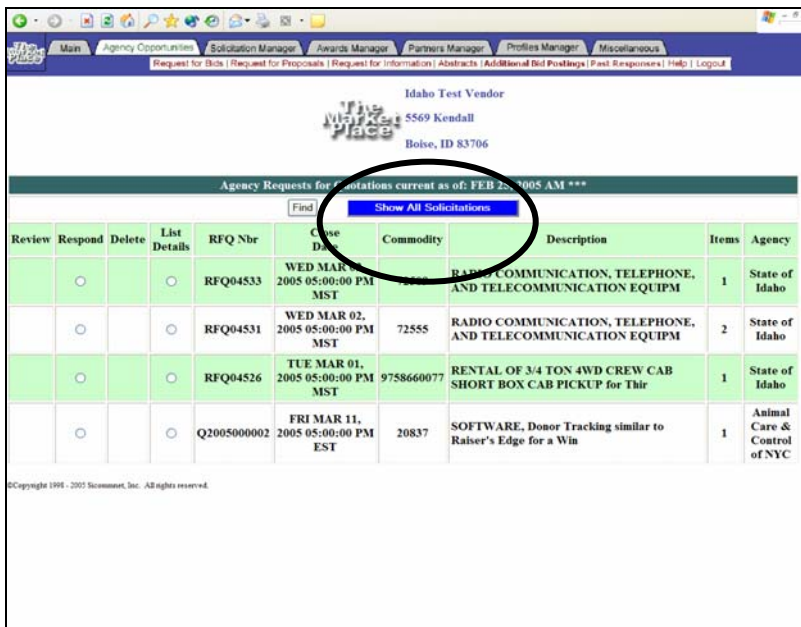 The Place
Main Agency Opportunities Solicitation Manager Awards Manager Partners Manager Profiles Manager Miscellaneous
Request for Bids | Request for Proposals | Request for Information | Abstracts | Additional Bid Postings | Past Responses | Help | Logout
The Market Place
Idaho Test Vendor
5569 Kendall
Boise, ID 83706
Agency Requests for Quotations current as of: FEB 2 2005 AM ***
Find Show All Solicitations
Review Respond Delete List Details RFQ Nbr Close Date Commodity Description Items Agency
RFQ04533 WED MAR 2005 05:00:00 PM MST RADIO COMMUNICATION, TELEPHONE, AND TELECOMMUNICATION EQUIPM 1 State of Idaho
RFQ04531 WED MAR 02, 2005 05:00:00 PM MST 72555 RADIO COMMUNICATION, TELEPHONE, AND TELECOMMUNICATION EQUIPM 2 State of Idaho
RFQ04526 TUE MAR 01, 2005 05:00:00 PM MST 9758660077 RENTAL OF 3/4 TON 4WD CREW CAB SHORT BOX CAB PICKUP for Thir 1 State of Idaho
Q2005000002 FRI MAR 11, 2005 05:00:00 PM EST 20837 SOFTWARE, Donor Tracking similar to Raiser's Edge for a Win 1 Animal Care & Control of NYC
©Copyright 1998 - 2005 Sicommnet, Inc. All rights reserved.